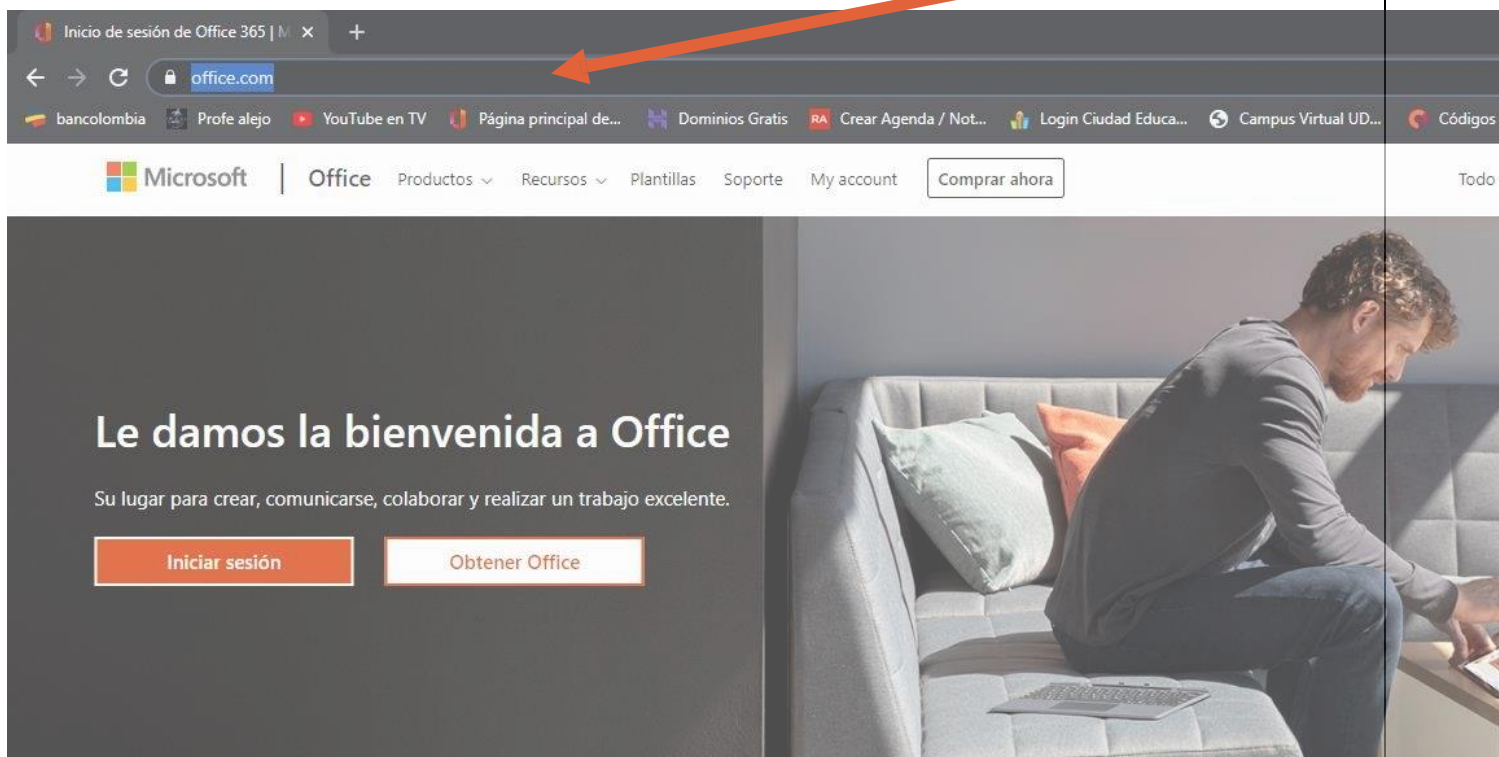 Inicio de sesión de Office 365 | M
office.com
bancolombia Profe alejo YouTube en TV Página principal de... Dominios Gratis RA Crear Agenda / Not... Login Ciudad Educa... Campus Virtual UD... Códigos
Microsoft | Office Productos Recursos Plantillas Soporte My account Comprar ahora Todo
Le damos la bienvenida a Office
Su lugar para crear, comunicarse, colaborar y realizar un trabajo excelente.
Iniciar sesión Obtener Office